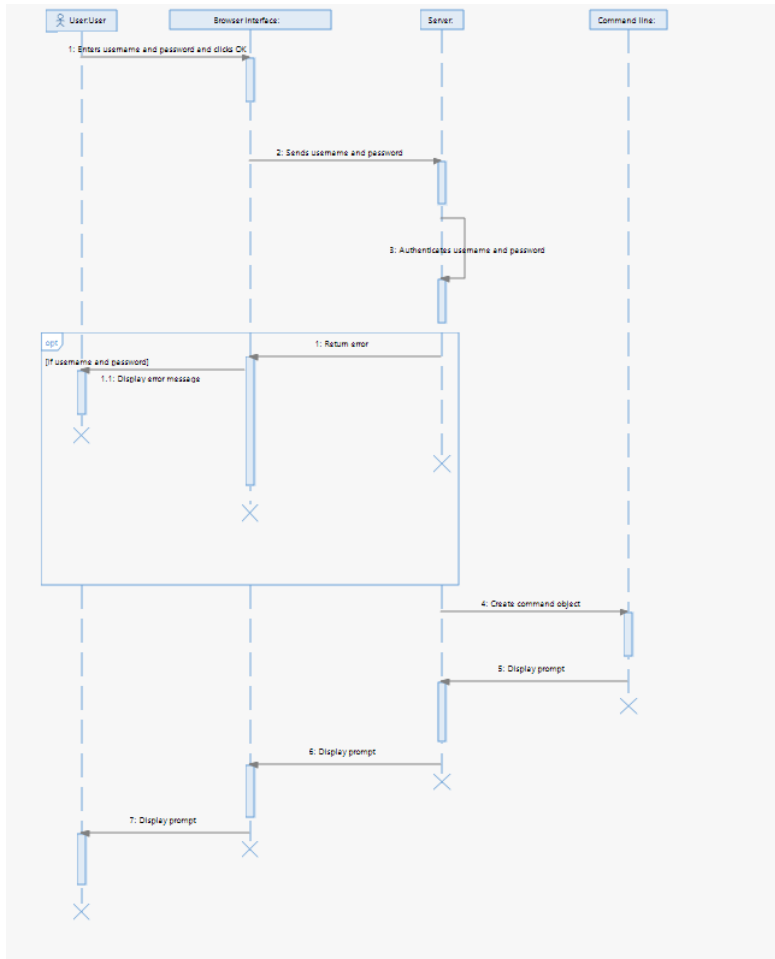 User:User
Browser Interface:
Server:
Command line:
1: Enters username and password and clicks OK
2: Sends username and password
3: Authenticates username and password
opt
1: Return error
[If username and password]
1.1: Display error message
4: Create command object
5: Display prompt
6: Display prompt
7: Display prompt